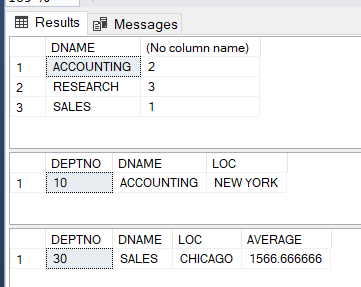 Results Messages
DNAME (No column name)
1 ACCOUNTING 2
2 RESEARCH 3
3 SALES 1
DEPTNO DNAME LOC
1 10 ACCOUNTING NEW YORK
DEPTNO DNAME LOC AVERAGE
1 30 SALES CHICAGO 1566.666666